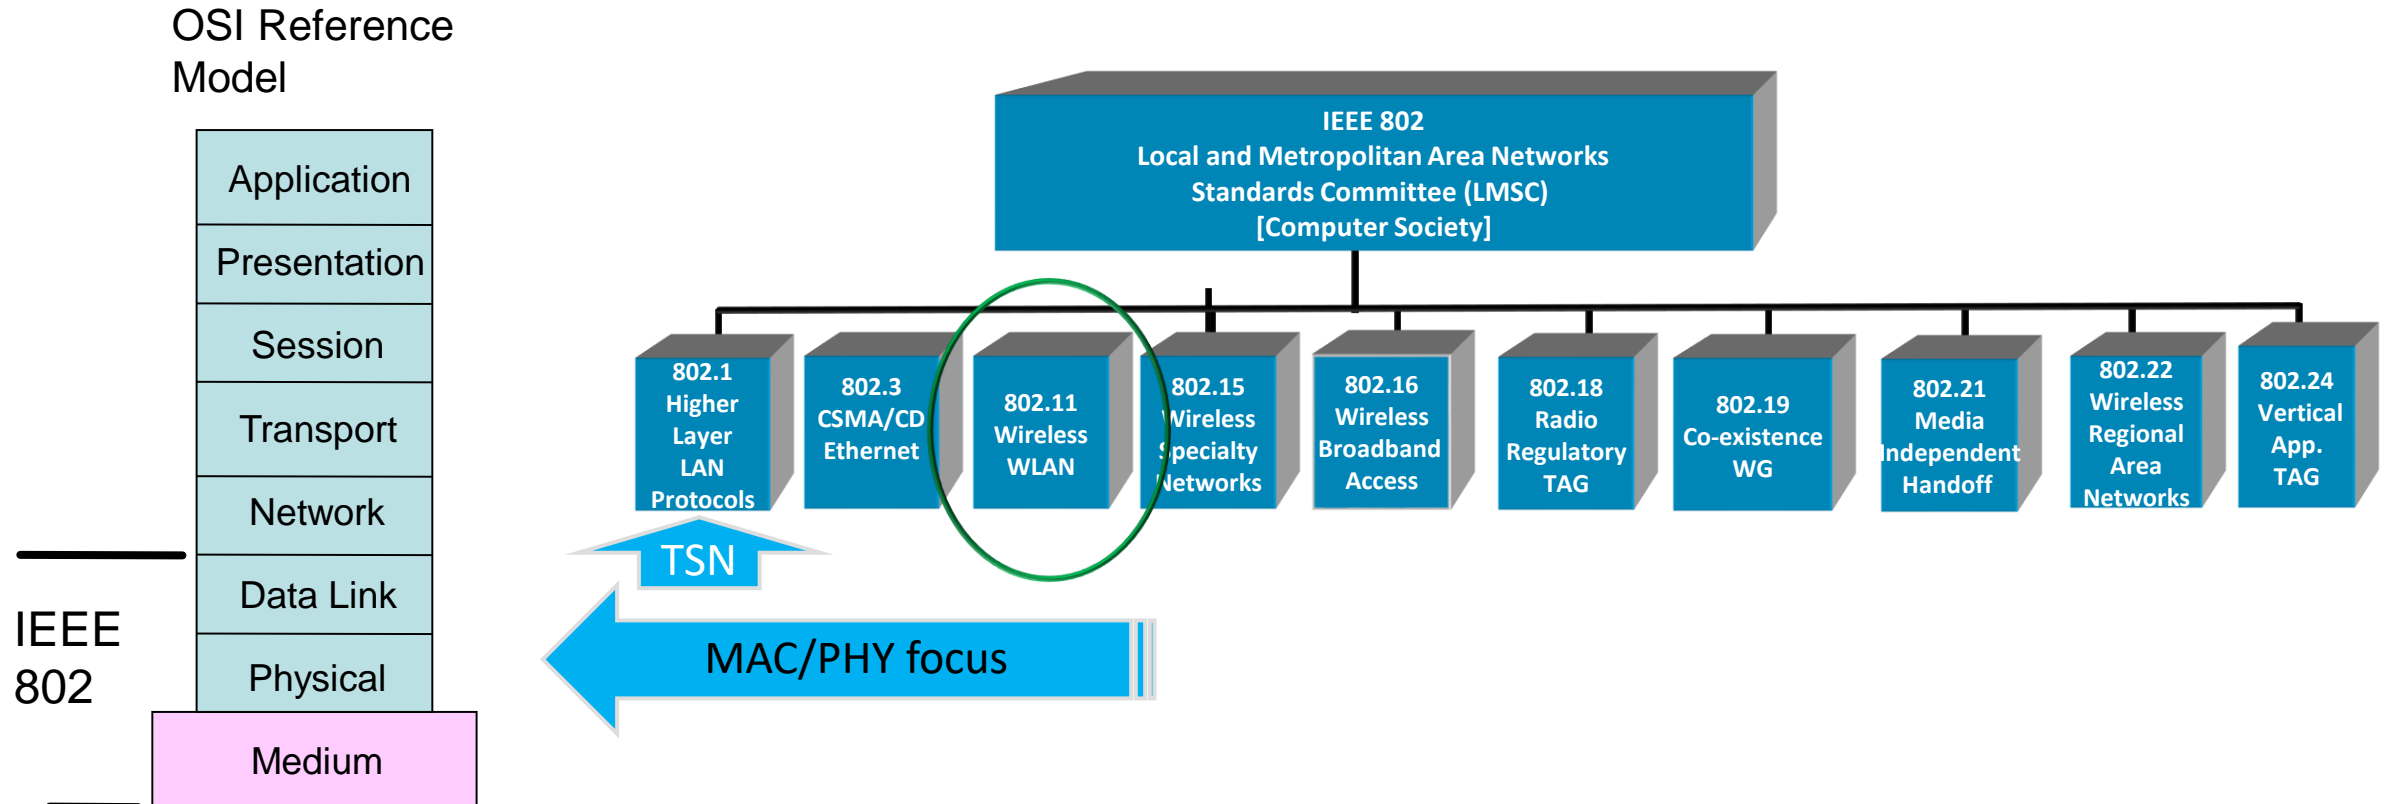 OSI Reference
Model
Application
Presentation
Session
Transport
Network
Data Link
Physical
Medium
IEEE
802
IEEE 802
Local and Metropolitan Area Networks
Standards Committee (LMSC)
[Computer Society]
802.1
Higher
Layer
LAN
Protocols
802.3
CSMA/CD
Ethernet
802.11
Wireless
WLAN
802.15
Wireless
Specialty
Networks
802.16
Wireless
Broadband
Access
802.18
Radio
Regulatory
TAG
802.19
Co-existence
WG
802.21
Media
Independent
Handoff
802.22
Wireless
Regional
Area
Networks
802.24
Vertical
App.
TAG
TSN
MAC/PHY focus